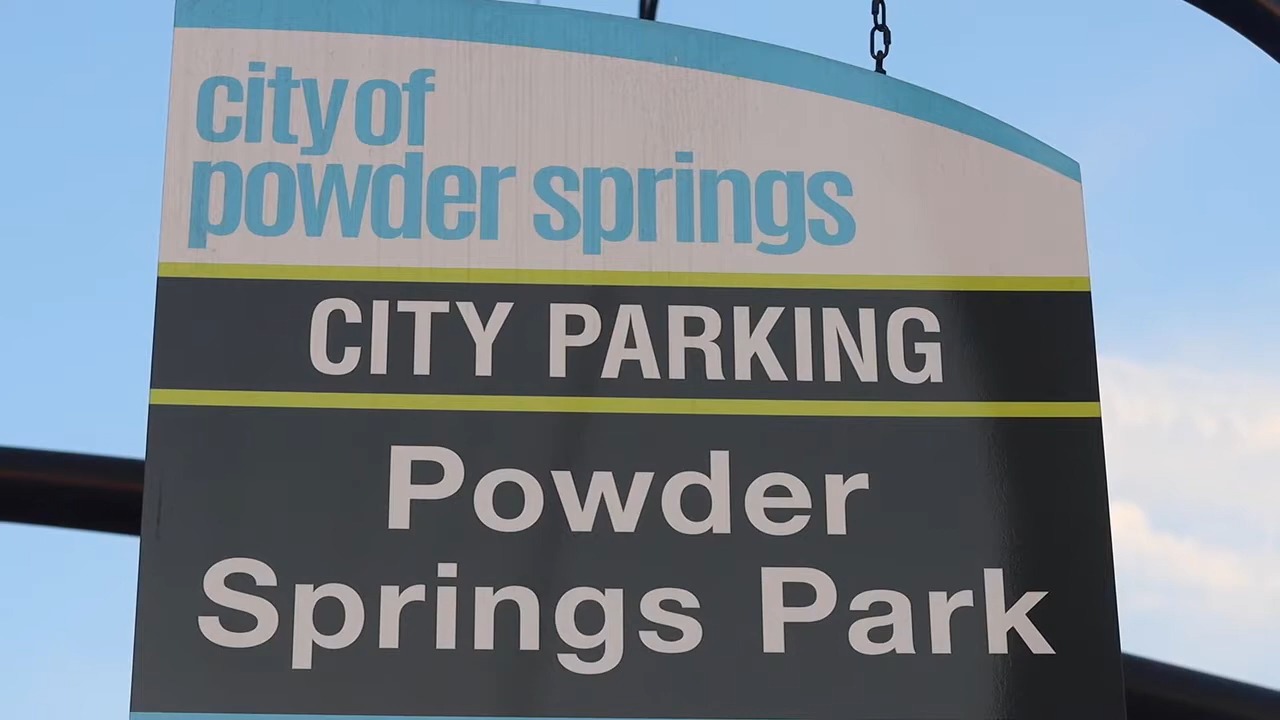 city of
powder springs
CITY PARKING
Powder
Springs Park